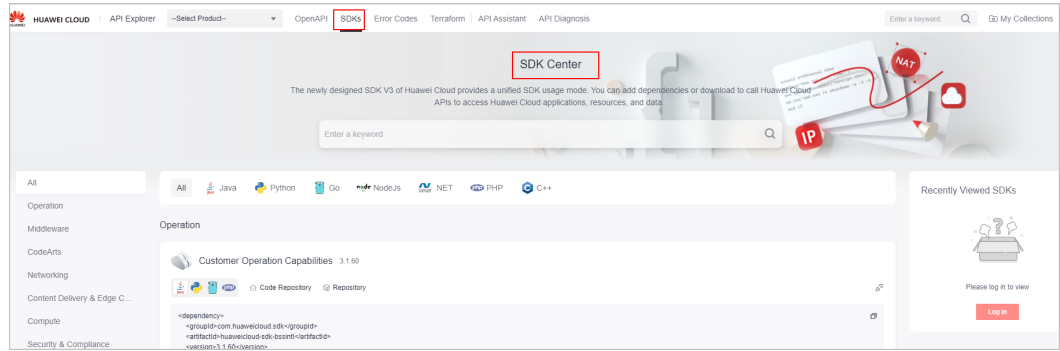 HUAWEI
HUAWEI CLOUD
API Explorer
--Select Product--
OpenAPI
SDKs
Error Codes
Terraform
API Assistant
API Diagnosis
Enter a keyword.
My Collections
SDK Center
The newly designed SDK V3 of Huawei Cloud provides a unified SDK usage mode. You can add dependencies or download to call Huawei Cloud
APIs to access Huawei Cloud applications, resources, and data.
Enter a keyword
NAT
IP
All
Operation
Middleware
CodeArts
Networking
Content Delivery & Edge C...
Compute
Security & Compliance
All
Java
Python
Go
node NodeJs
.NET
php PHP
C++
Operation
Customer Operation Capabilities 3.1.60
php
Code Repository
Repository
<dependency>
<groupId>com.huaweicloud.sdk</groupId>
<artifactId>huaweicloud-sdk-bssintl</artifactId>
<version>3.1.60</version>
Recently Viewed SDKs
Please log in to view
Log in